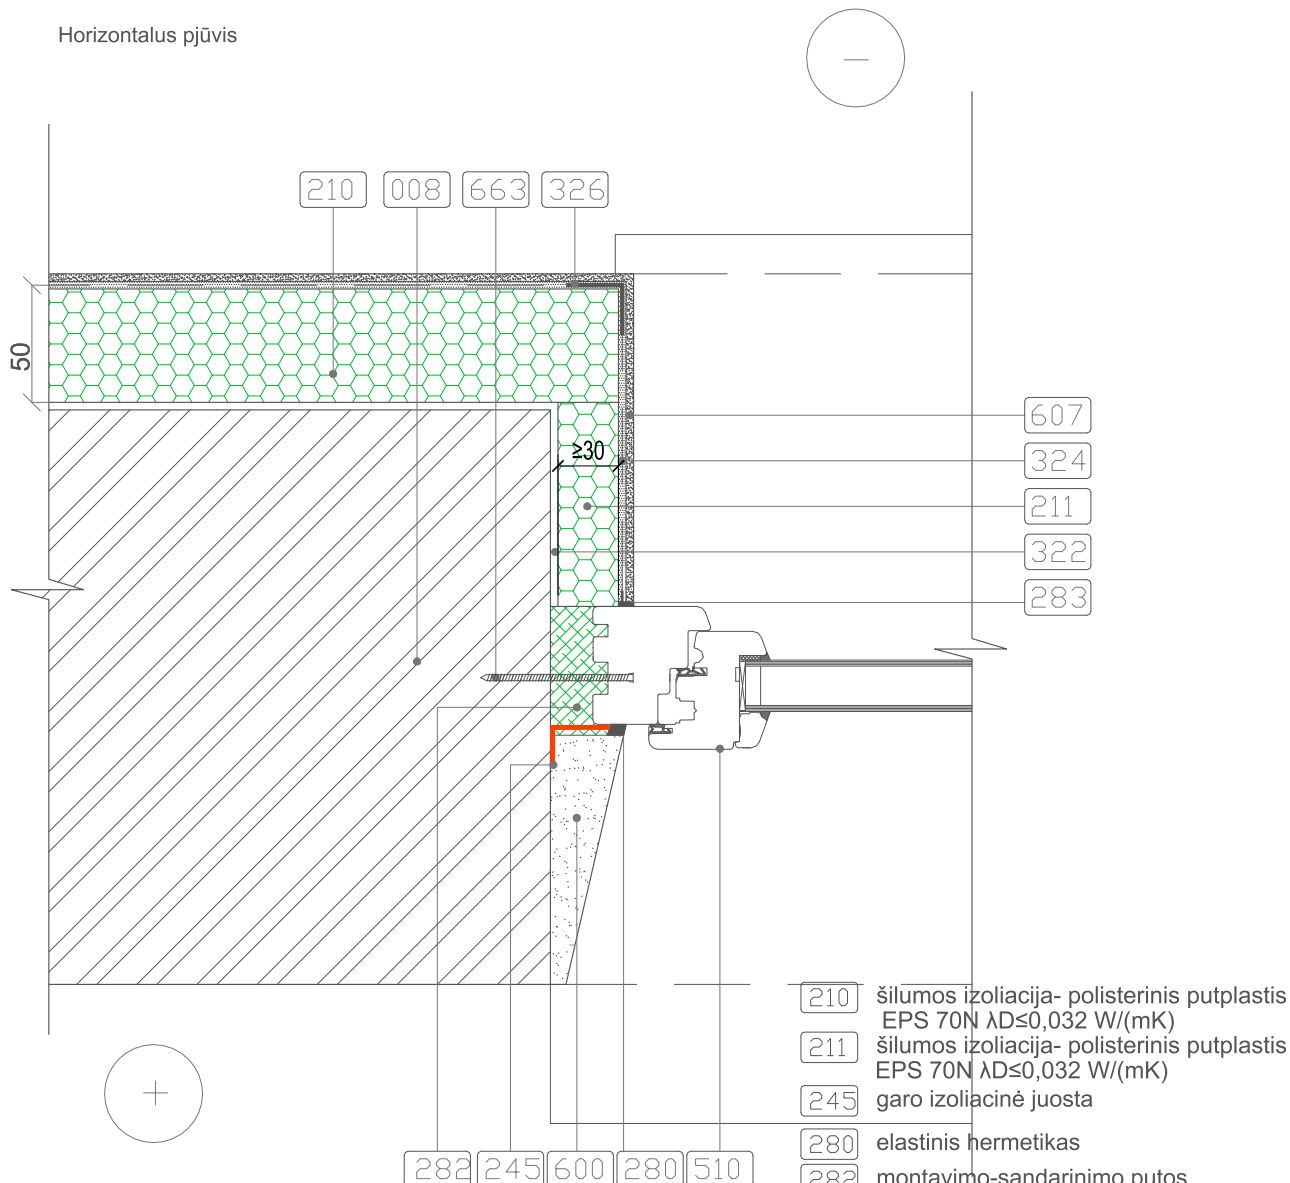 Horizontalus pjūvis
210 008 663 326
50
≥30
607
324
211
322
283
210 šilumos izoliacija- polisterinis putplastis
EPS 70N λD≤0,032 W/(mK)
211 šilumos izoliacija- polisterinis putplastis
EPS 70N λD≤0,032 W/(mK)
245 garo izoliacinė juosta
280 elastinis hermetikas
282 montavimo-sandarinimo putos
282 245 600 280 510